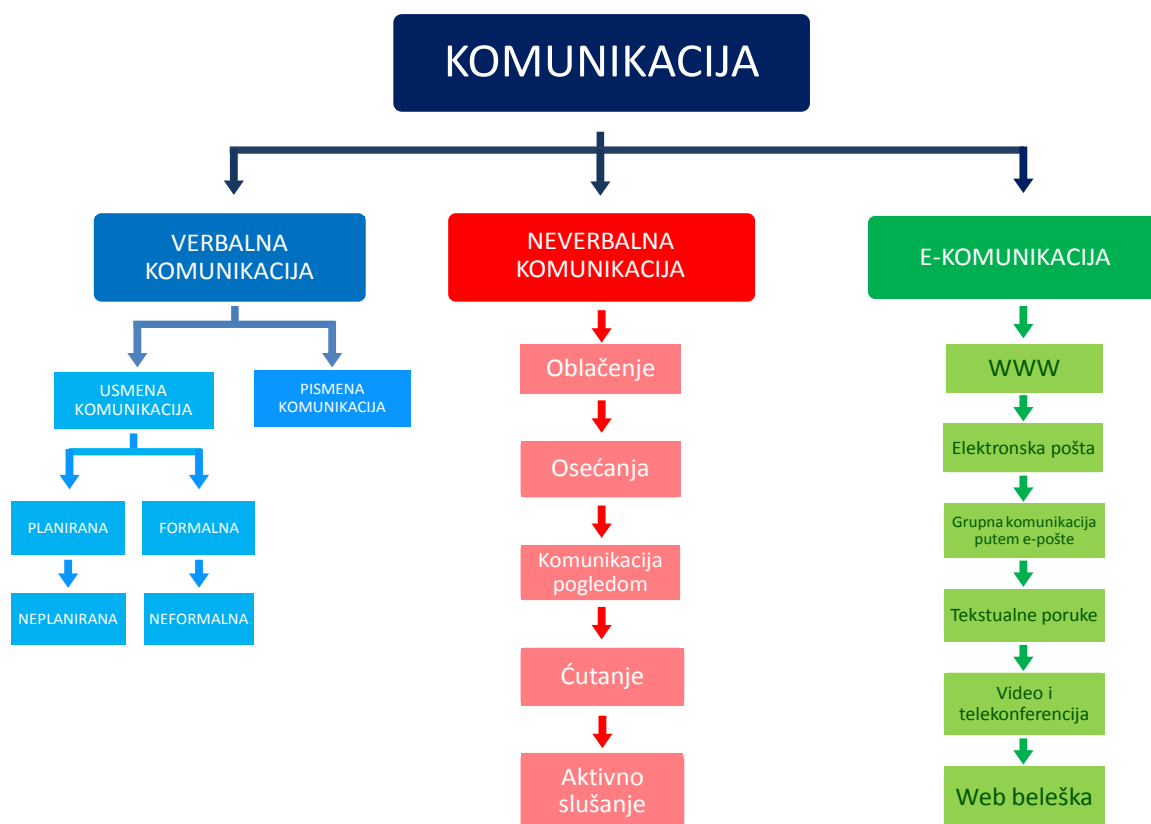 KOMUNIKACIJA
VERBALNA
KOMUNIKACIJA
USMENA
KOMUNIKACIJA
PISMENA
KOMUNIKACIJA
PLANIRANA
FORMALNA
NEPLANIRANA
NEFORMALNA
NEVERBALNA
KOMUNIKACIJA
Oblačenje
Osećanja
Komunikacija
pogledom
Ćutanje
Aktivno
slušanje
E-KOMUNIKACIJA
WWW
Elektronska pošta
Grupna komunikacija
putem e-pošte
Tekstualne poruke
Video i
telekonferencija
Web beleška